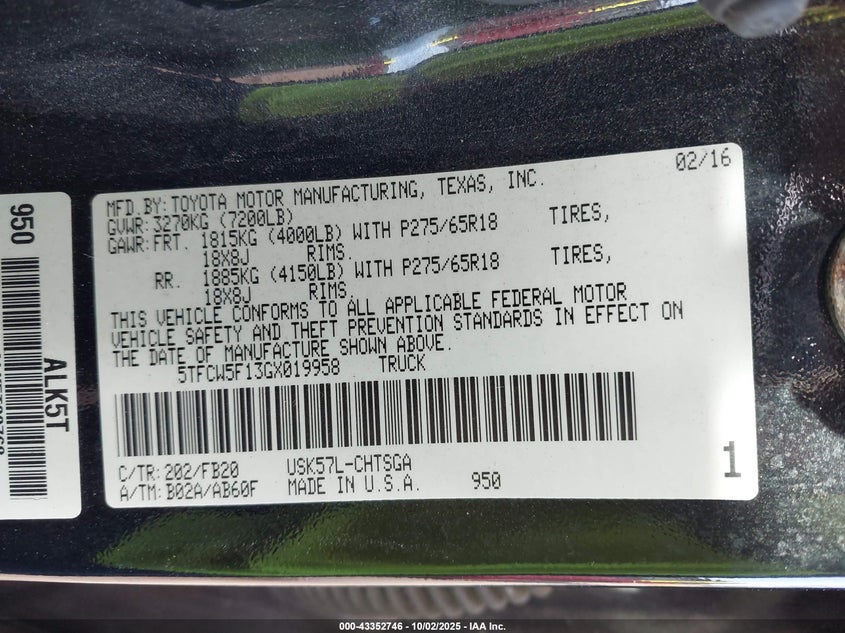 950
ALK5T
MFD.BY: TOYOTA MOTOR MANUFACTURING, TEXAS, INC. 02/16
GVWR: 3270KG (7200LB)
GAWR: FRT. 1815KG (4000LB) WITH P275/65R18 TIRES,
18X8J RIMS.
RR. 1885KG (4150LB) WITH P275/65R18 TIRES,
18X8J RIMS.
THIS VEHICLE CONFORMS TO ALL APPLICABLE FEDERAL MOTOR
VEHICLE SAFETY AND THEFT PREVENTION STANDARDS IN EFFECT ON
THE DATE OF MANUFACTURE SHOWN ABOVE.
5TFCW5F13GX019958 TRUCK
C/TR: 202/FB20 USK57L-CHTSGA
A/TM: B02A/AB60F MADE IN U.S.A. 950
1
000-43352746 - 10/02/2025 - IAA Inc.